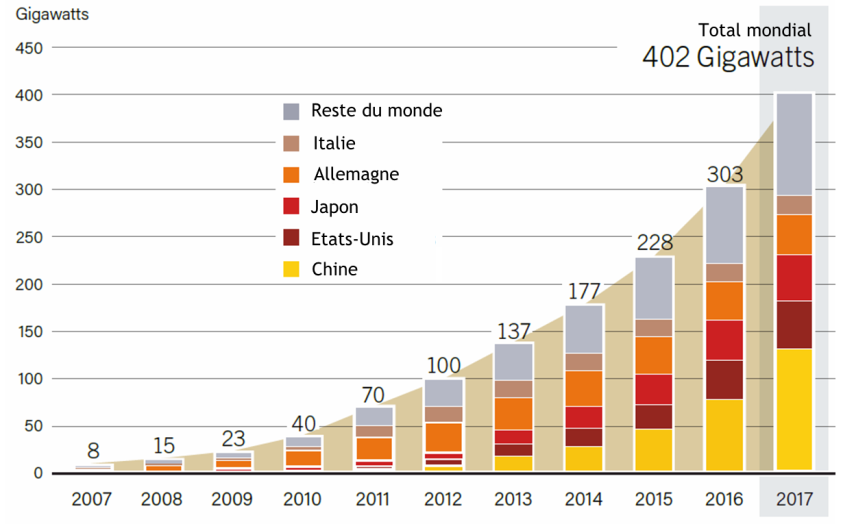 Gigawatts
Total mondial
402 Gigawatts
450
400
350
300
250
200
150
100
50
0
Reste du monde
Italie
Allemagne
Japon
Etats-Unis
Chine
8
15
23
40
70
100
137
177
228
303
2007 2008 2009 2010 2011 2012 2013 2014 2015 2016 2017